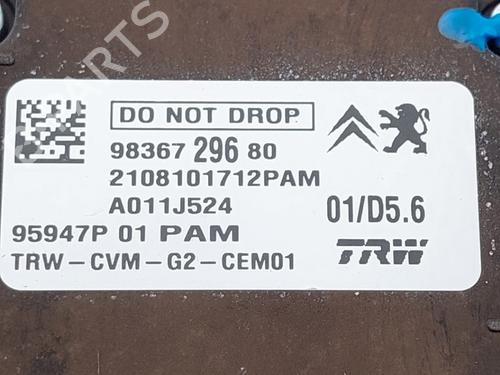 PARTS
DO NOT DROP
98367 296 80
2108101712PAM
A011J524
01/D5.6
95947P 01 PAM
TRW
TRW-CVM-G2-CEM01